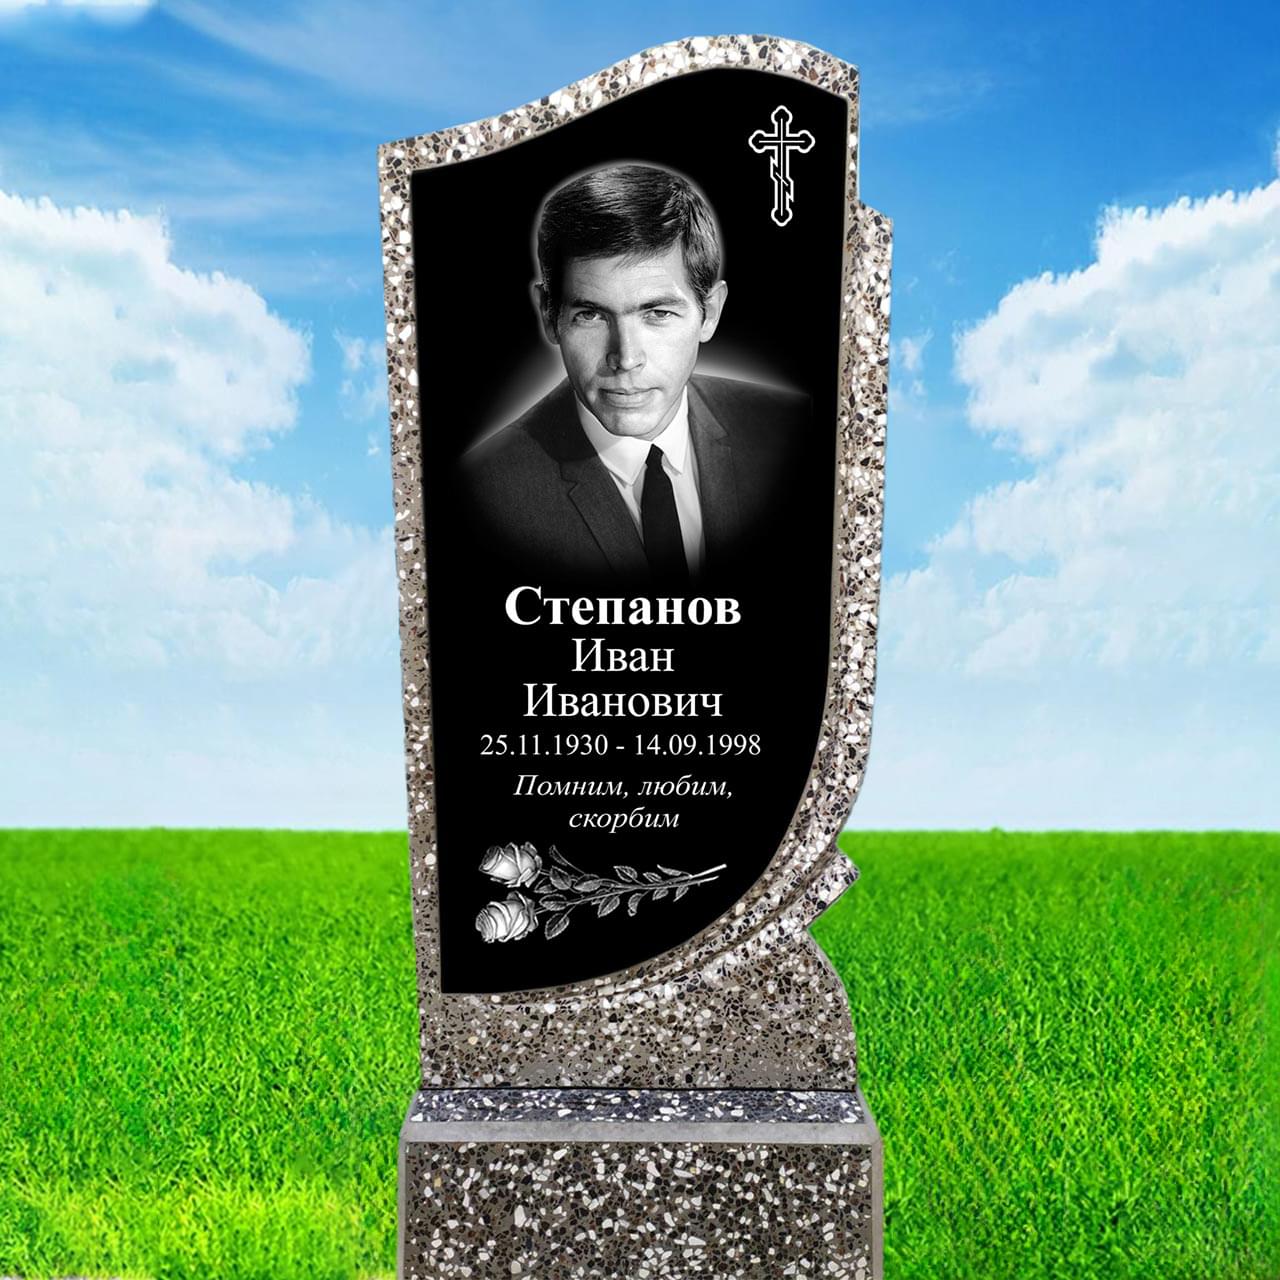 Степанов
Иван
Иванович
25.11.1930 - 14.09.1998
Помним, любим,
скорбим